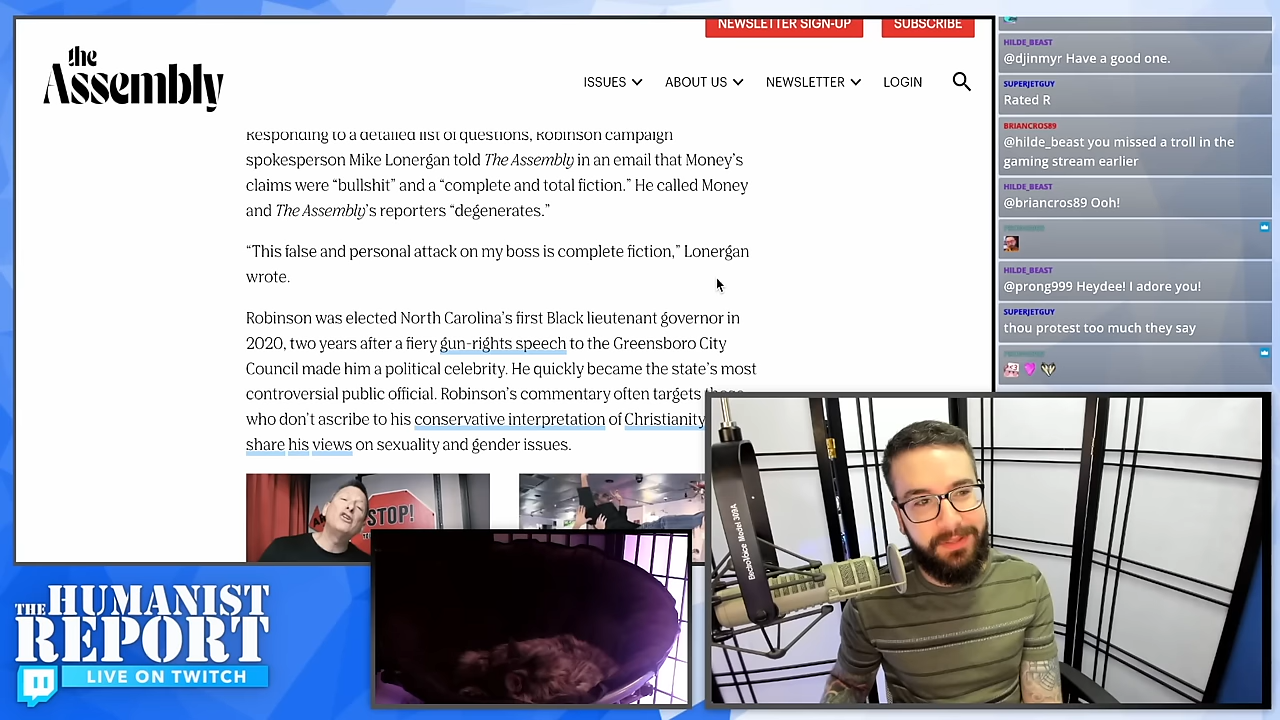 NEWSLETTER SIGN-UP
SUBSCRIBE
the
Assembly
ISSUES
ABOUT US
NEWSLETTER
LOGIN
Responding to a detailed list of questions, Robinson campaign
spokesperson Mike Lonergan told The Assembly in an email that Money’s
claims were “bullshit” and a “complete and total fiction.” He called Money
and The Assembly’s reporters “degenerates.”
“This false and personal attack on my boss is complete fiction,” Lonergan
wrote.
Robinson was elected North Carolina’s first Black lieutenant governor in
2020, two years after a fiery gun-rights speech to the Greensboro City
Council made him a political celebrity. He quickly became the state’s most
controversial public official. Robinson’s commentary often targets those
who don’t ascribe to his conservative interpretation of Christianity
share his views on sexuality and gender issues.
STOP!
HILDE_BEAST
@djinmyr Have a good one.
SUPERJETGUY
Rated R
BRIANCROS89
@hilde_beast you missed a troll in the
gaming stream earlier
HILDE_BEAST
@briancros89 Ooh!
HILDE_BEAST
@prong999 Heydee! I adore you!
SUPERJETGUY
thou protest too much they say
ElectroVoice Model 309A
THE HUMANIST
REPORT
LIVE ON TWITCH